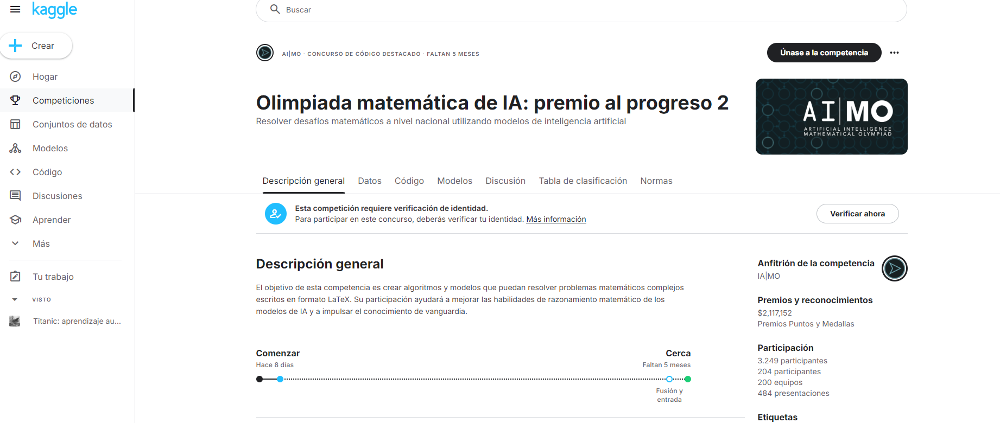 kaggle
Buscar
Crear
Hogar
Competiciones
Conjuntos de datos
Modelos
Código
Discusiones
Aprender
Más
Tu trabajo
VISTO
Titanic: aprendizaje au...
AI|MO · CONCURSO DE CÓDIGO DESTACADO · FALTAN 5 MESES
Únase a la competencia
Olimpiada matemática de IA: premio al progreso 2
Resolver desafíos matemáticos a nivel nacional utilizando modelos de inteligencia artificial
AI|MO
ARTIFICIAL INTELLIGENCE
MATHEMATICAL OLYMPIAD
Descripción general Datos Código Modelos Discusión Tabla de clasificación Normas
Esta competición requiere verificación de identidad.
Para participar en este concurso, deberás verificar tu identidad. Más información
Verificar ahora
Descripción general
El objetivo de esta competencia es crear algoritmos y modelos que puedan resolver problemas matemáticos complejos
escritos en formato LaTeX. Su participación ayudará a mejorar las habilidades de razonamiento matemático de los
modelos de IA y a impulsar el conocimiento de vanguardia.
Comenzar
Hace 8 días
Cerca
Faltan 5 meses
Fusión y
entrada
Anfitrión de la competencia
IA|MO
Premios y reconocimientos
$2,117,152
Premios Puntos y Medallas
Participación
3.249 participantes
204 participantes
200 equipos
484 presentaciones
Etiquetas